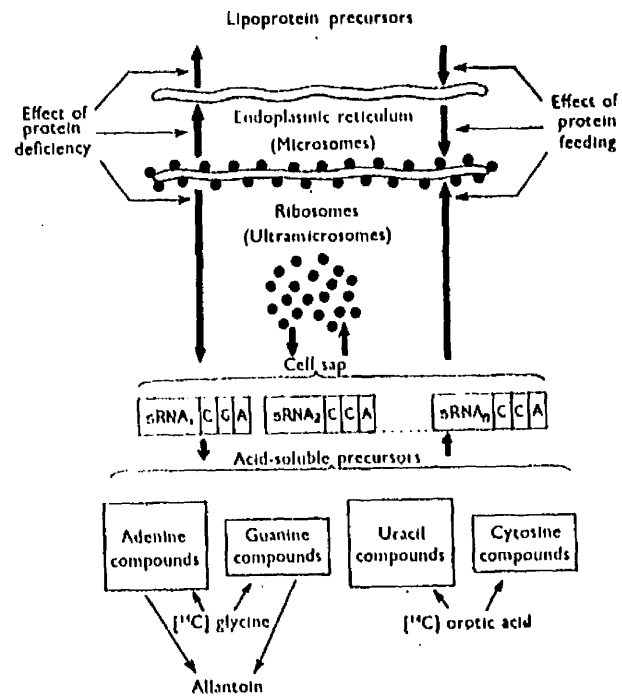 Lipoprotein precursors
Effect of
protein
deficiency
Endoplasmic reticulum
(Microsomes)
Effect of
protein
feeding
Ribosomes
(Ultramicrosomes)
Cell sap
sRNA₁ C G A sRNA₂ C C A ...... sRNAₙ C C A
Acid-soluble precursors
Adenine
compounds
Guanine
compounds
Uracil
compounds
Cytosine
compounds
[¹⁴C] glycine
[¹⁴C] orotic acid
Allantoin